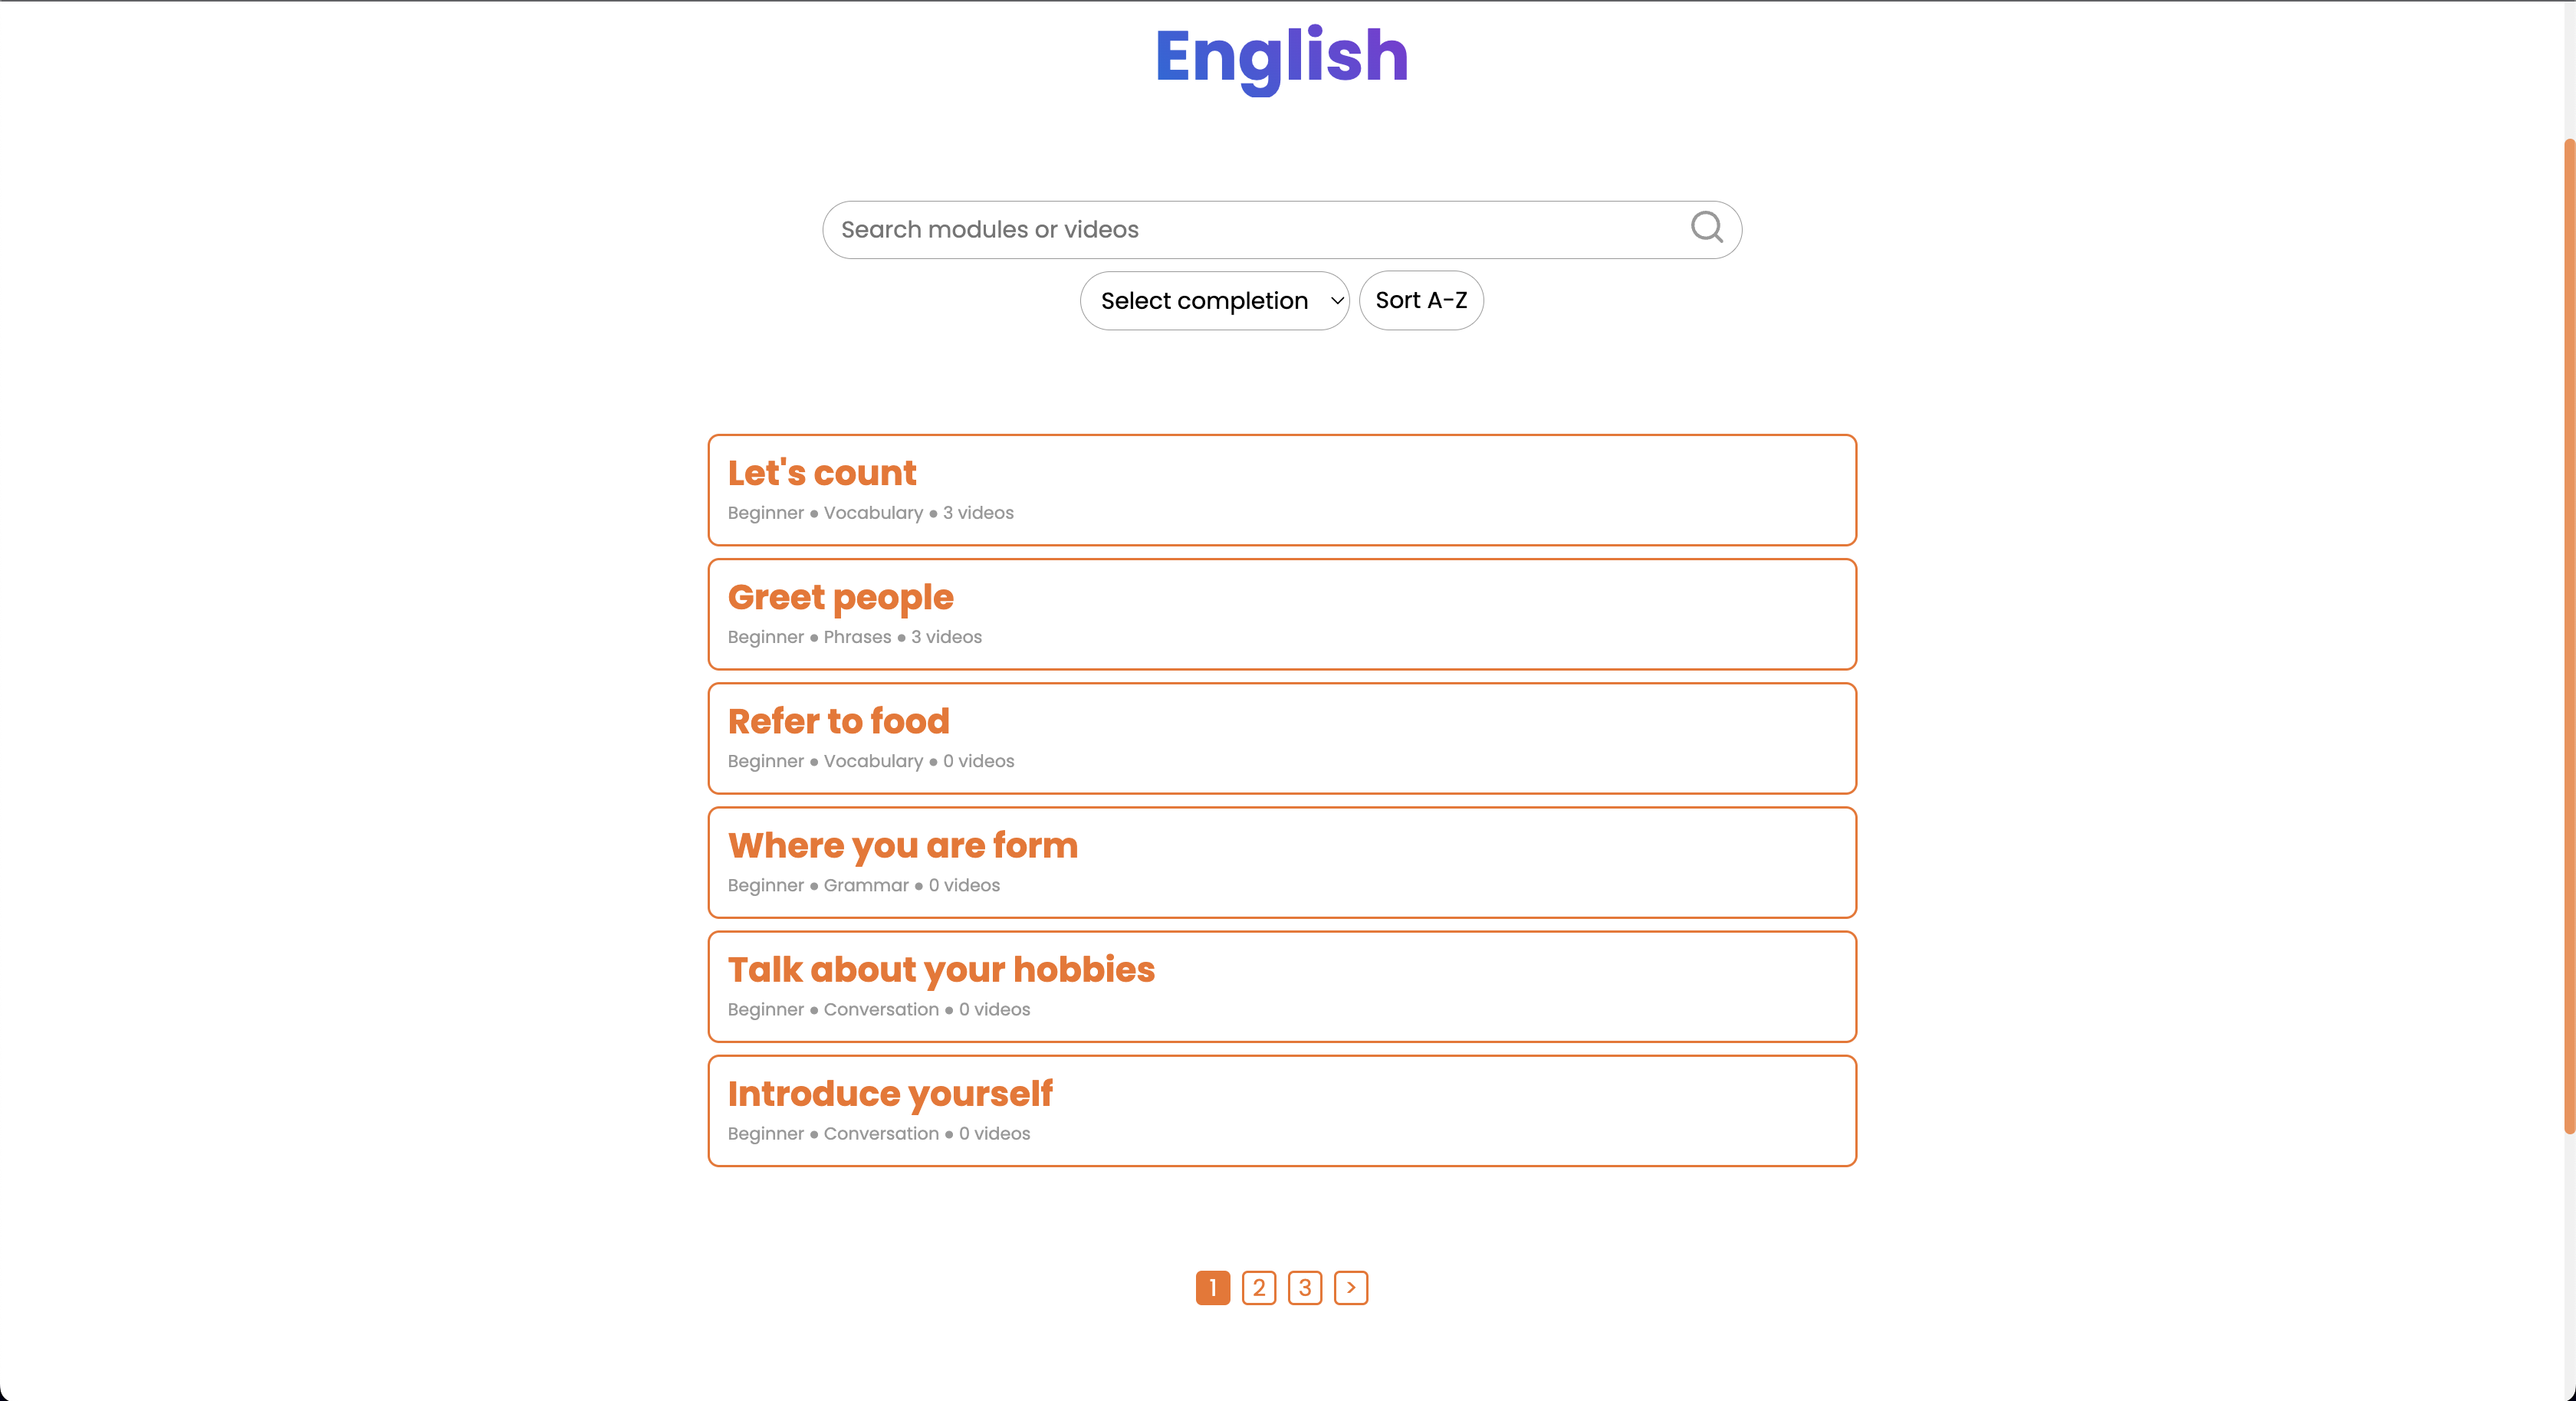 English
Search modules or videos
Select completion
Sort A-Z
Let's count
Beginner ● Vocabulary ● 3 videos
Greet people
Beginner ● Phrases ● 3 videos
Refer to food
Beginner ● Vocabulary ● 0 videos
Where you are form
Beginner ● Grammar ● 0 videos
Talk about your hobbies
Beginner ● Conversation ● 0 videos
Introduce yourself
Beginner ● Conversation ● 0 videos
1 2 3 >